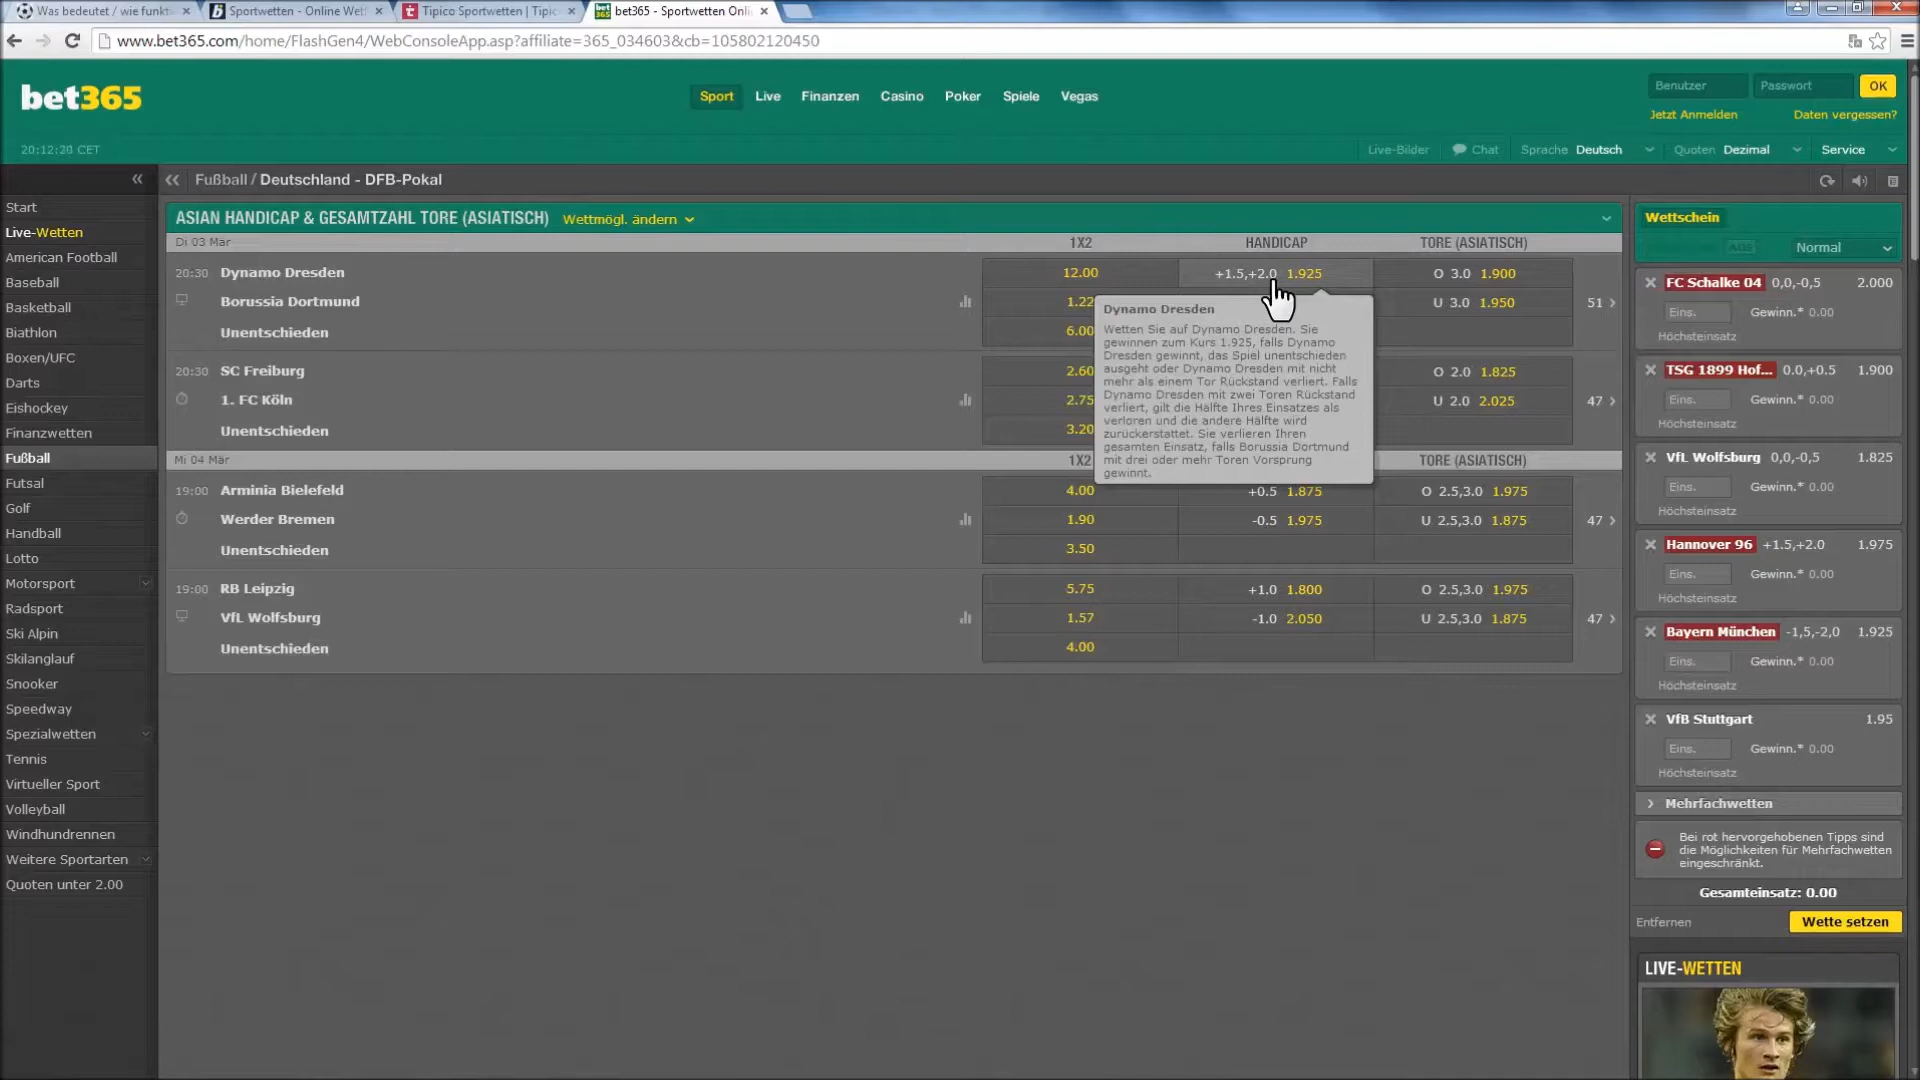 Was bedeutet / wie funkt
Sportwetten - Online Wet
Tipico Sportwetten | Tipic
bet365 - Sportwetten Onli
www.bet365.com/home/FlashGen4/WebConsoleApp.asp?affiliate=365_034603&cb=105802120450
bet365
Sport Live Finanzen Casino Poker Spiele Vegas
Benutzer Passwort OK
Jetzt Anmelden Daten vergessen?
20:12:20 CET
Live-Bilder Chat Sprache Deutsch Quoten Dezimal Service
Fußball / Deutschland - DFB-Pokal
Start
Live-Wetten
American Football
Baseball
Basketball
Biathlon
Boxen/UFC
Darts
Eishockey
Finanzwetten
Fußball
Futsal
Golf
Handball
Lotto
Motorsport
Radsport
Ski Alpin
Skilanglauf
Snooker
Speedway
Spezialwetten
Tennis
Virtueller Sport
Volleyball
Windhundrennen
Weitere Sportarten
Quoten unter 2.00
ASIAN HANDICAP & GESAMTZAHL TORE (ASIATISCH) Wettmögl. ändern
Di 03 Mär 1X2 HANDICAP TORE (ASIATISCH)
20:30 Dynamo Dresden 12.00 +1.5,+2.0 1.925 O 3.0 1.900
Borussia Dortmund 1.22 U 3.0 1.950 51
Unentschieden 6.00
20:30 SC Freiburg 2.60 O 2.0 1.825
1. FC Köln 2.75 U 2.0 2.025 47
Unentschieden 3.20
Mi 04 Mär 1X2 TORE (ASIATISCH)
19:00 Arminia Bielefeld 4.00 +0.5 1.875 O 2.5,3.0 1.975
Werder Bremen 1.90 -0.5 1.975 U 2.5,3.0 1.875 47
Unentschieden 3.50
19:00 RB Leipzig 5.75 +1.0 1.800 O 2.5,3.0 1.975
VfL Wolfsburg 1.57 -1.0 2.050 U 2.5,3.0 1.875 47
Unentschieden 4.00
Dynamo Dresden
Wetten Sie auf Dynamo Dresden. Sie
gewinnen zum Kurs 1.925, falls Dynamo
Dresden gewinnt, das Spiel unentschieden
ausgeht oder Dynamo Dresden mit nicht
mehr als einem Tor Rückstand verliert. Falls
Dynamo Dresden mit zwei Toren Rückstand
verliert, gilt die Hälfte Ihres Einsatzes als
verloren und die andere Hälfte wird
zurückerstattet. Sie verlieren Ihren
gesamten Einsatz, falls Borussia Dortmund
mit drei oder mehr Toren Vorsprung
gewinnt.
Wettschein
Normal
FC Schalke 04 0,0,-0,5 2.000
Eins. Gewinn.* 0.00
Höchsteinsatz
TSG 1899 Hof... 0.0,+0.5 1.900
Eins. Gewinn.* 0.00
Höchsteinsatz
VfL Wolfsburg 0,0,-0,5 1.825
Eins. Gewinn.* 0.00
Höchsteinsatz
Hannover 96 +1.5,+2.0 1.975
Eins. Gewinn.* 0.00
Höchsteinsatz
Bayern München -1,5,-2,0 1.925
Eins. Gewinn.* 0.00
Höchsteinsatz
VfB Stuttgart 1.95
Eins. Gewinn.* 0.00
Höchsteinsatz
Mehrfachwetten
Bei rot hervorgehobenen Tipps sind
die Möglichkeiten für Mehrfachwetten
eingeschränkt.
Gesamteinsatz: 0.00
Entfernen Wette setzen
LIVE-WETTEN